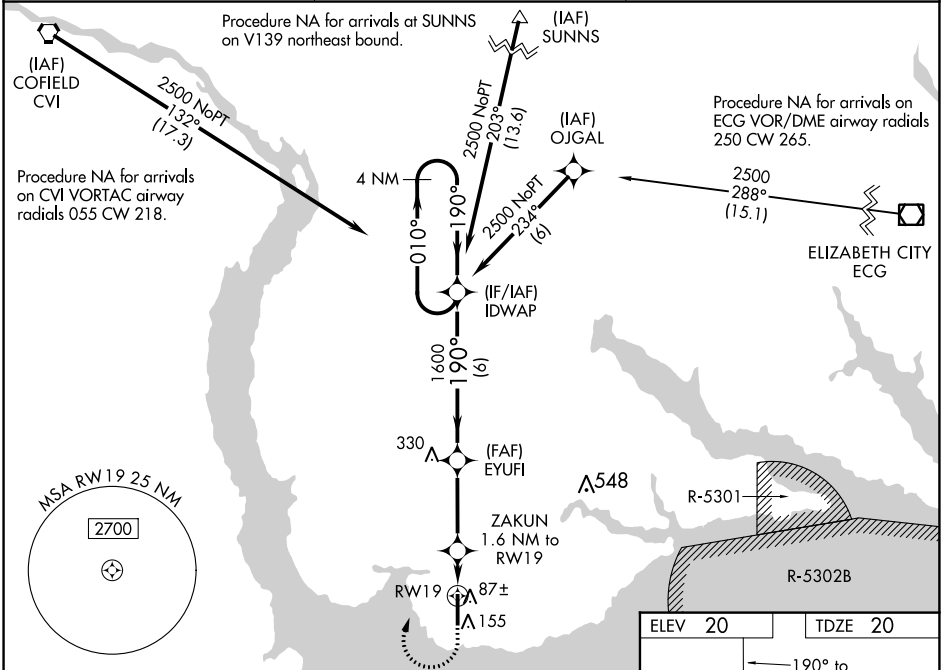 Procedure NA for arrivals at SUNNS
on V139 northeast bound.
(IAF)
SUNNS
(IAF)
COFIELD
CVI
2500 NoPT
132°
(17.3)
2500 NoPT
203°
(13.6)
(IAF)
OJGAL
Procedure NA for arrivals on
ECG VOR/DME airway radials
250 CW 265.
Procedure NA for arrivals
on CVI VORTAC airway
radials 055 CW 218.
4 NM
190°
010°
2500 NoPT
234°
(6)
2500
288°
(15.1)
ELIZABETH CITY
ECG
(IF/IAF)
IDWAP
1600
190°
(6)
330
(FAF)
EYUFI
548
R-5301
MSA RW19 25 NM
2700
ZAKUN
1.6 NM to
RW19
R-5302B
RW19
87±
155
ELEV 20
TDZE 20
190° to